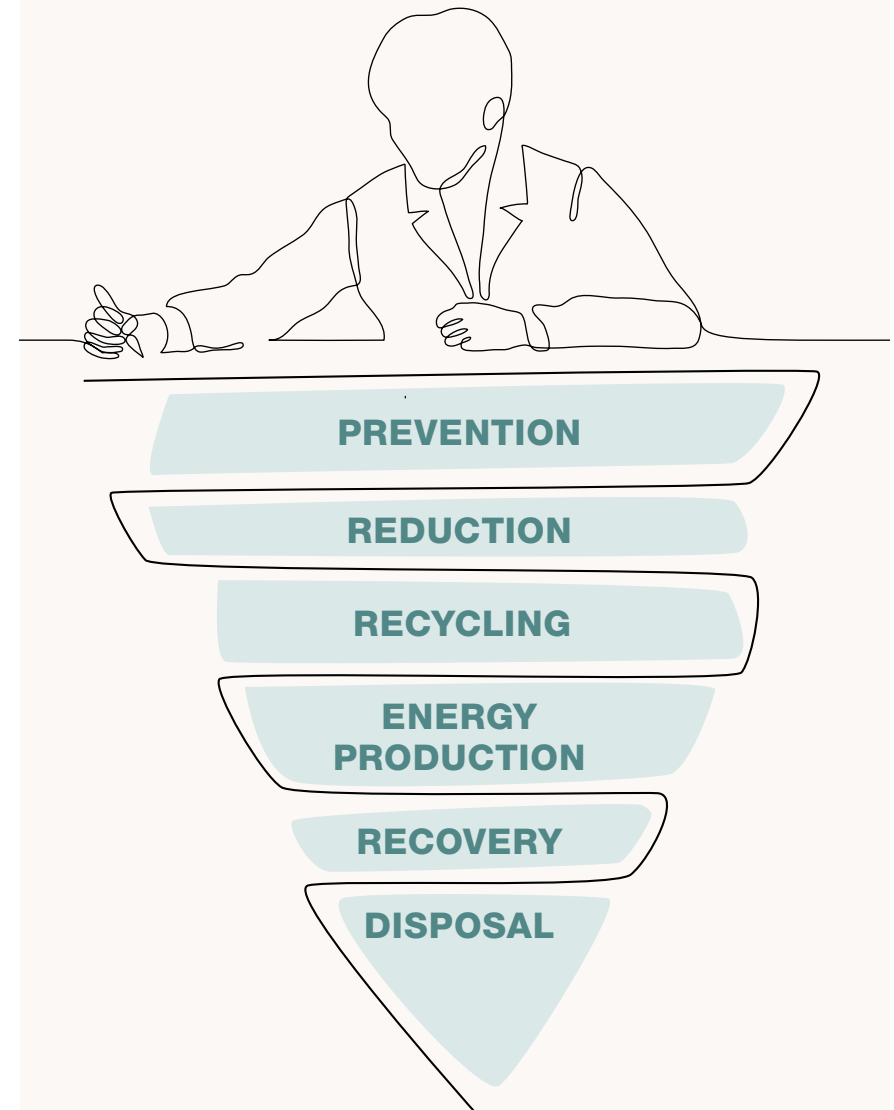 PREVENTION
REDUCTION
RECYCLING
ENERGY
PRODUCTION
RECOVERY
DISPOSAL